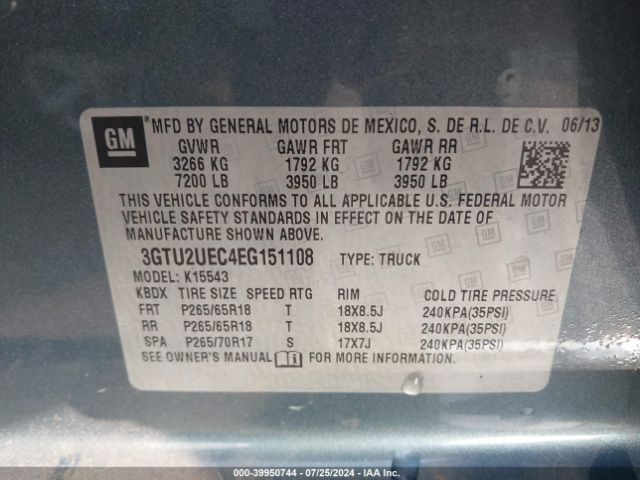 GM ® MFD BY GENERAL MOTORS DE MEXICO, S. DE R.L. DE C.V. 06/13
GVWR GAWR FRT GAWR RR
3266 KG 1792 KG 1792 KG
7200 LB 3950 LB 3950 LB
THIS VEHICLE CONFORMS TO ALL APPLICABLE U.S. FEDERAL MOTOR
VEHICLE SAFETY STANDARDS IN EFFECT ON THE DATE OF
MANUFACTURE SHOWN ABOVE.
3GTU2UEC4EG151108 TYPE: TRUCK
MODEL: K15543
KBDX TIRE SIZE SPEED RTG RIM COLD TIRE PRESSURE
FRT P265/65R18 T 18X8.5J 240KPA(35PSI)
RR P265/65R18 T 18X8.5J 240KPA(35PSI)
SPA P265/70R17 S 17X7J 240KPA(35PSI)
SEE OWNER'S MANUAL FOR MORE INFORMATION.
000-39950744 - 07/25/2024 - IAA Inc.